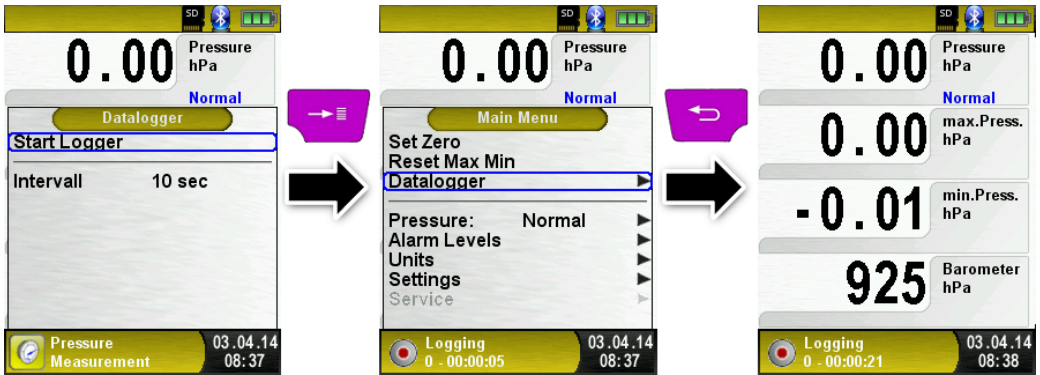 SD
0.00 Pressure
hPa
Normal
Datalogger
Start Logger
Intervall 10 sec
Pressure 03.04.14
Measurement 08:37
SD
0.00 Pressure
hPa
Normal
Main Menu
Set Zero
Reset Max Min
Datalogger
Pressure: Normal
Alarm Levels
Units
Settings
Service
Logging 03.04.14
0 - 00:00:05 08:37
SD
0.00 Pressure
hPa
Normal
0.00 max.Press.
hPa
-0.01 min.Press.
hPa
925 Barometer
hPa
Logging 03.04.14
0 - 00:00:21 08:38